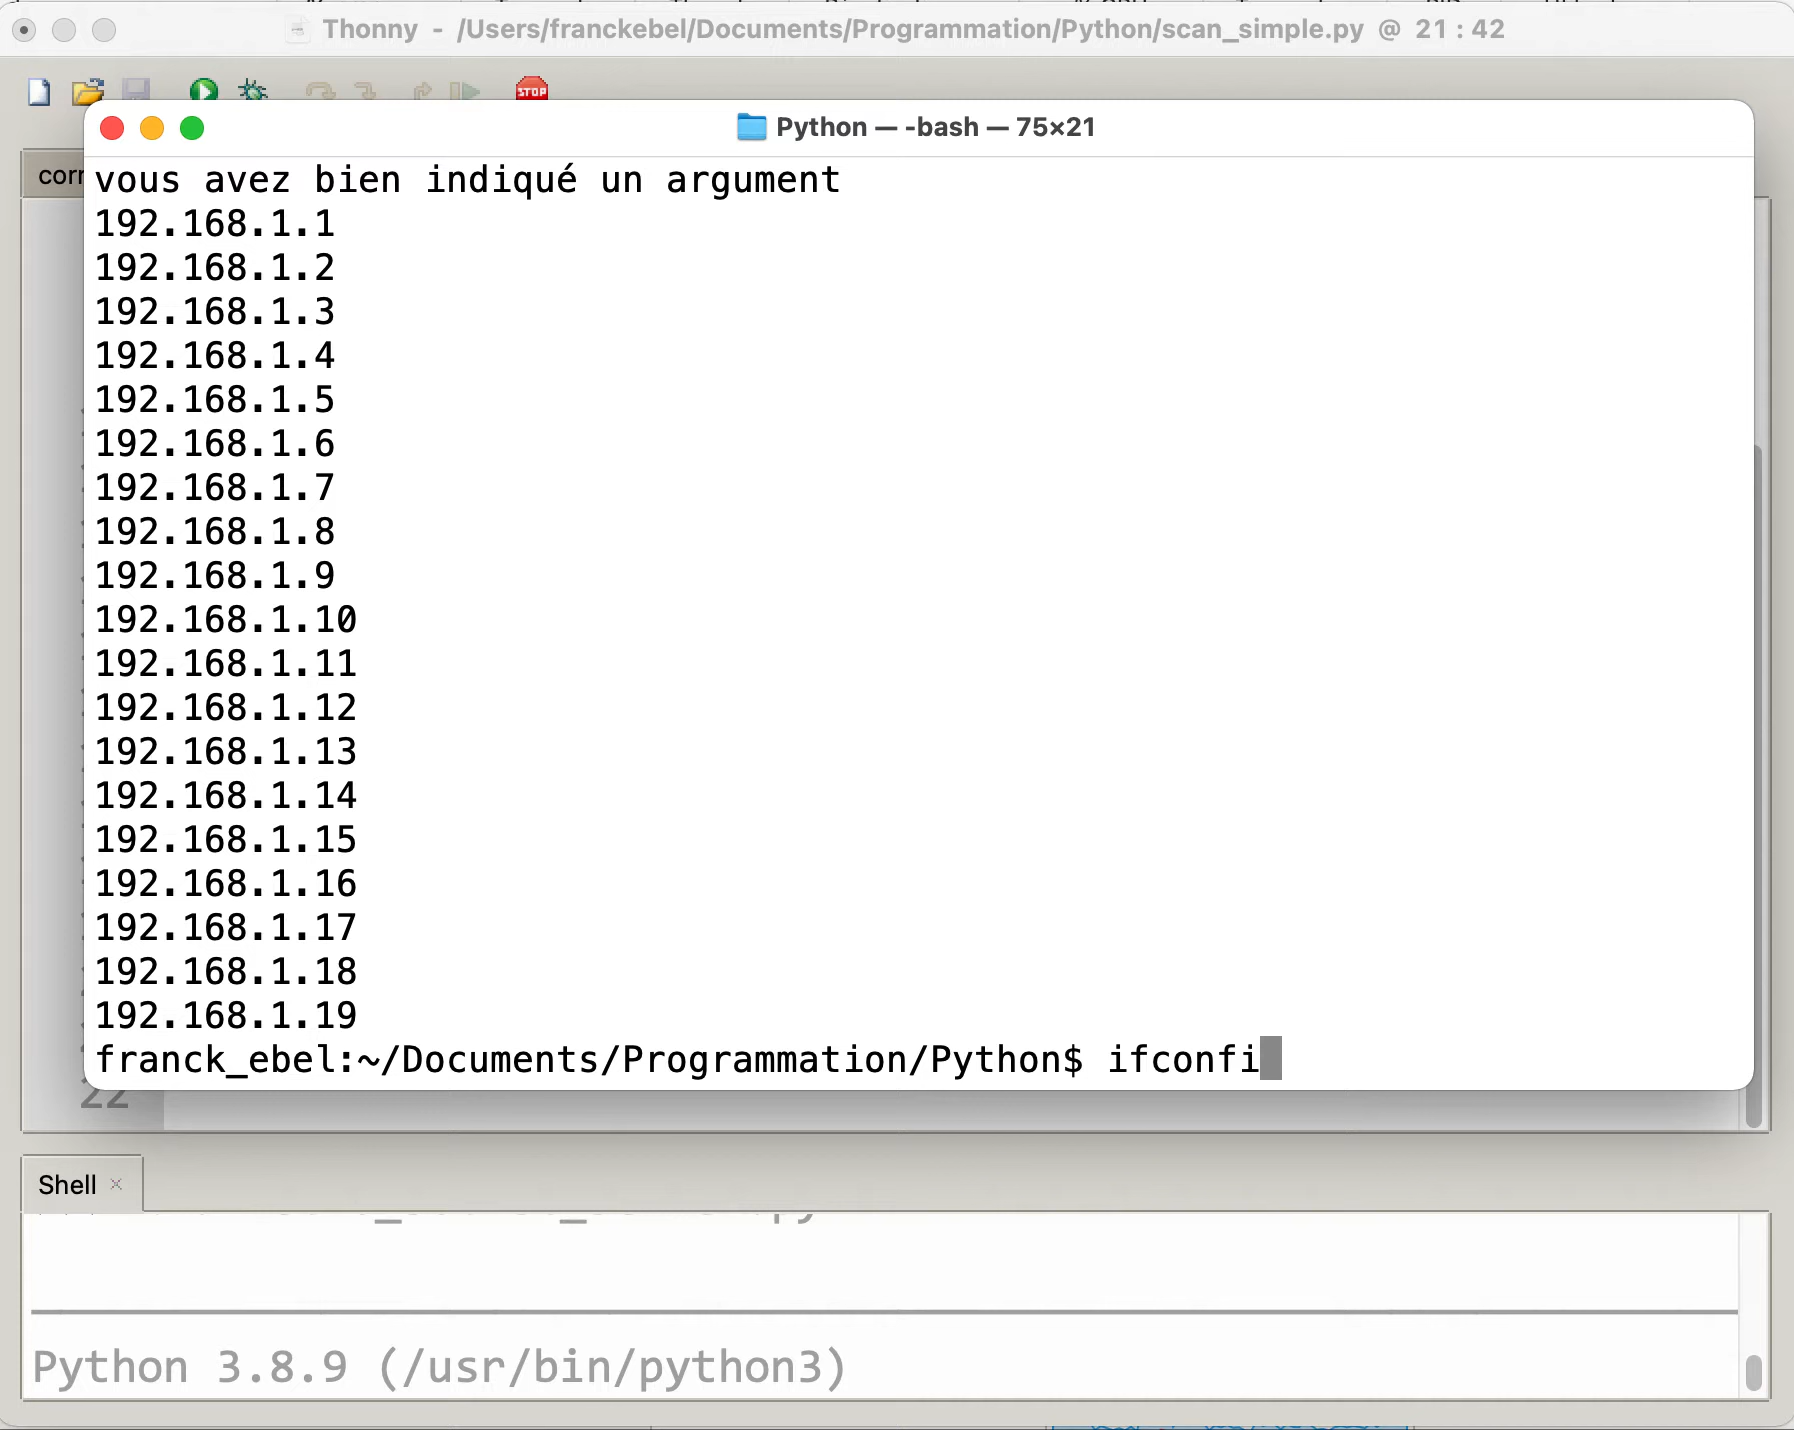 Thonny - /Users/franckebel/Documents/Programmation/Python/scan_simple.py @ 21 : 42
STOP
Python — -bash — 75×21
vous avez bien indiqué un argument
192.168.1.1
192.168.1.2
192.168.1.3
192.168.1.4
192.168.1.5
192.168.1.6
192.168.1.7
192.168.1.8
192.168.1.9
192.168.1.10
192.168.1.11
192.168.1.12
192.168.1.13
192.168.1.14
192.168.1.15
192.168.1.16
192.168.1.17
192.168.1.18
192.168.1.19
franck_ebel:~/Documents/Programmation/Python$ ifconfi
22
Shell
Python 3.8.9 (/usr/bin/python3)